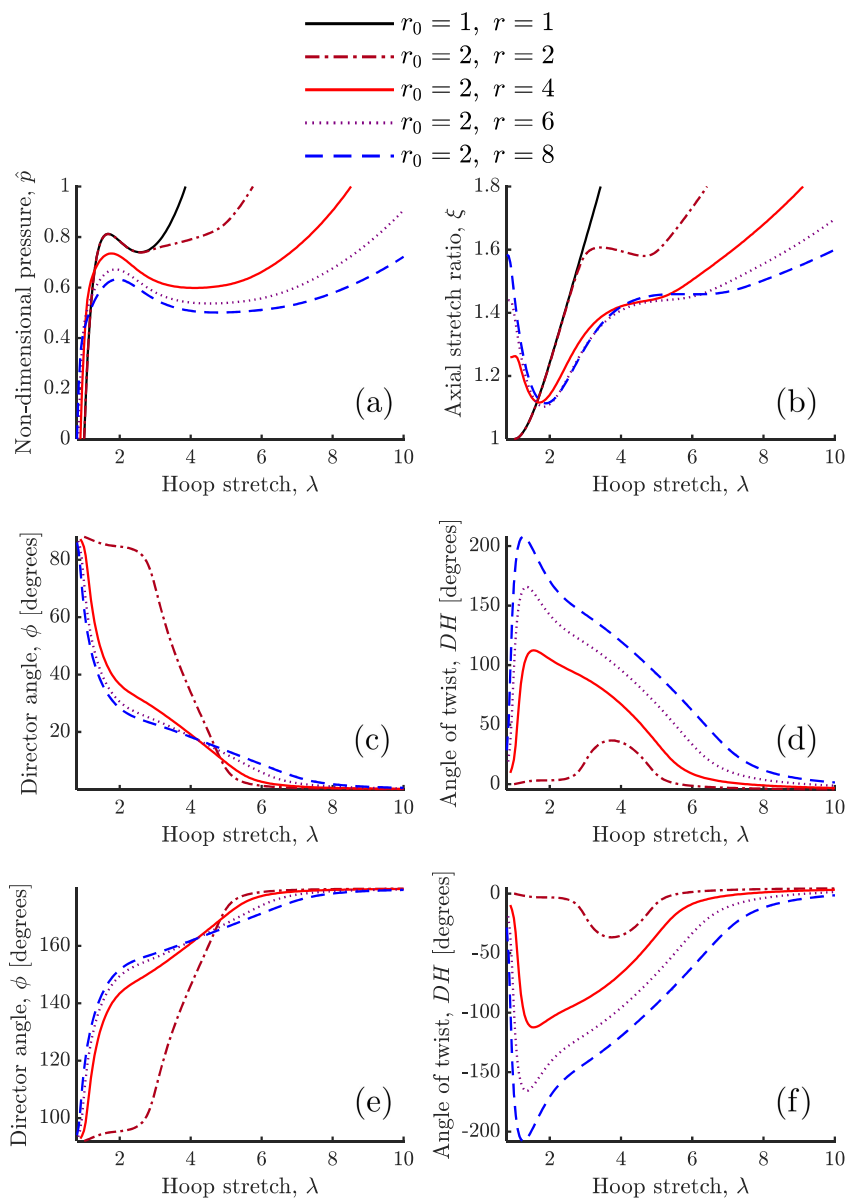 r₀ = 1, r = 1
r₀ = 2, r = 2
r₀ = 2, r = 4
r₀ = 2, r = 6
r₀ = 2, r = 8
Non-dimensional pressure, p̂
1
0.8
0.6
0.4
0.2
0
2 4 6 8 10
Hoop stretch, λ
(a)
Axial stretch ratio, ξ
1.8
1.6
1.4
1.2
1
2 4 6 8 10
Hoop stretch, λ
(b)
Director angle, ϕ [degrees]
80
60
40
20
2 4 6 8 10
Hoop stretch, λ
(c)
Angle of twist, DH [degrees]
200
150
100
50
0
2 4 6 8 10
Hoop stretch, λ
(d)
Director angle, ϕ [degrees]
160
140
120
100
2 4 6 8 10
Hoop stretch, λ
(e)
Angle of twist, DH [degrees]
0
-50
-100
-150
-200
2 4 6 8 10
Hoop stretch, λ
(f)